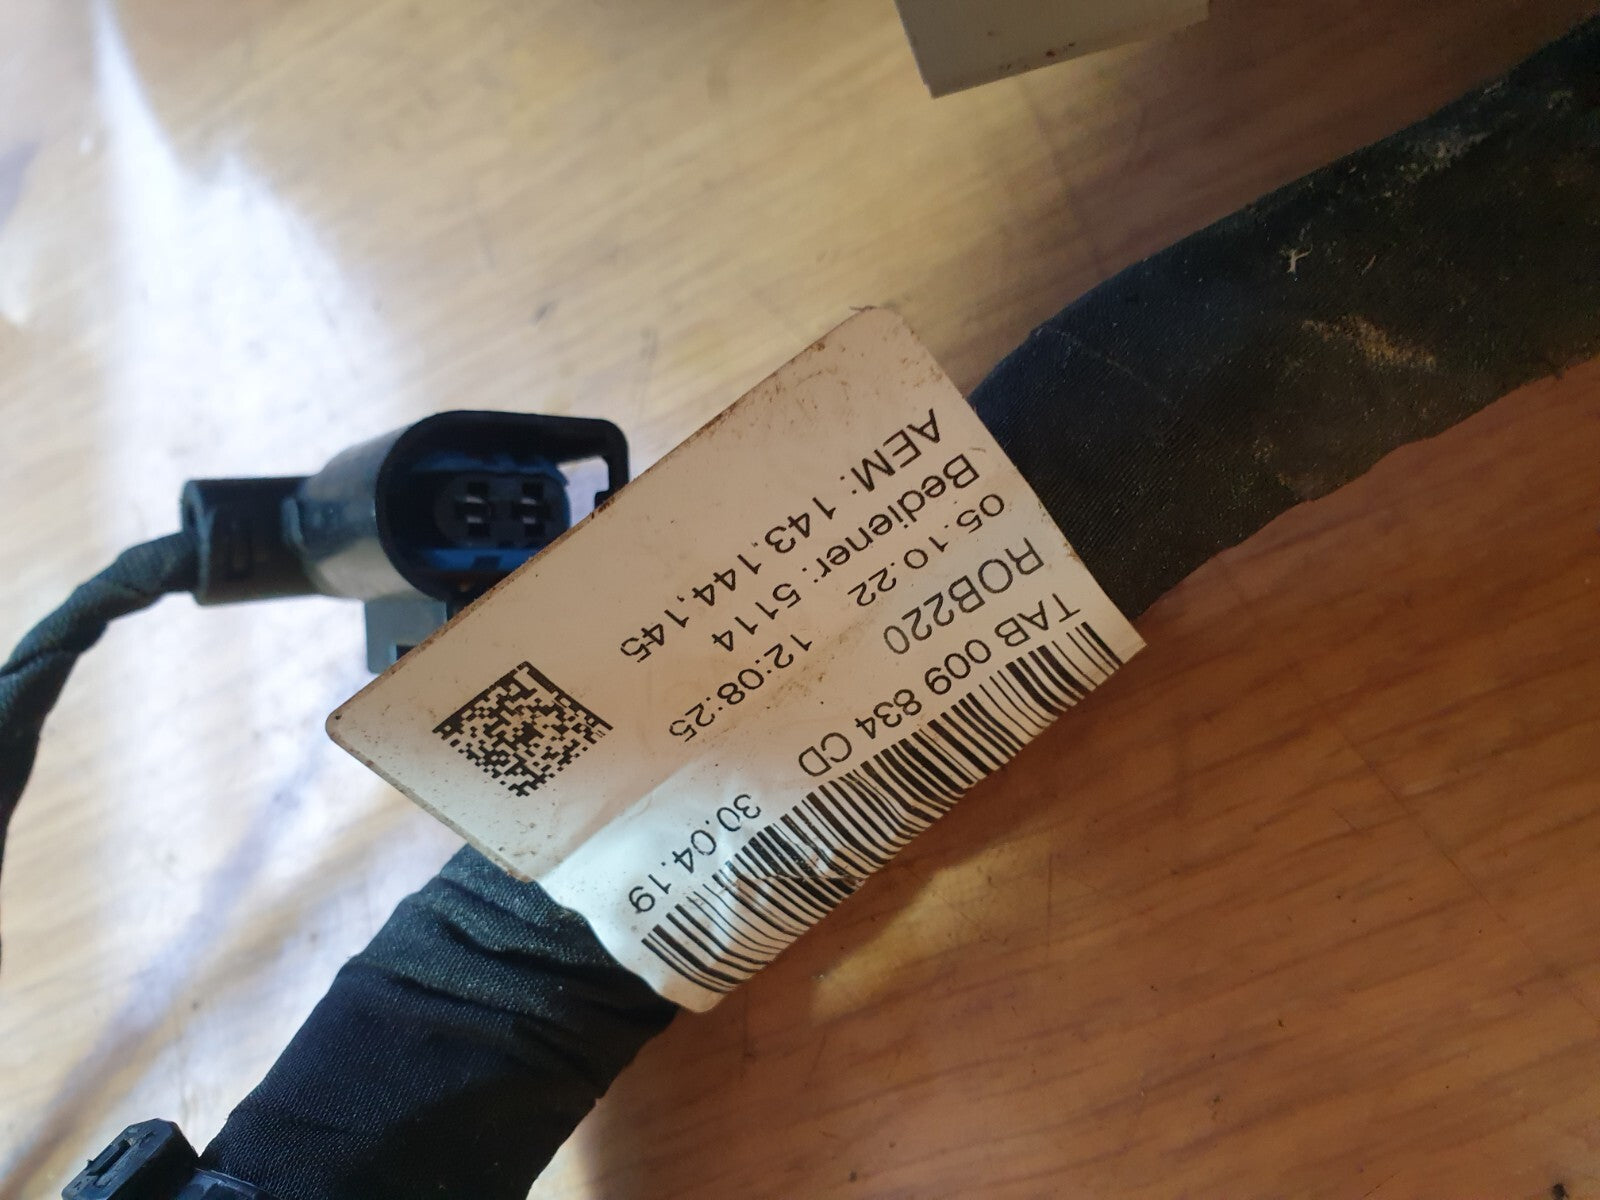 TAB 009 834 CD 30.04.19
ROB220
05.10.22 12:08:25
Bediener: 5114
AEM: 143.144.145